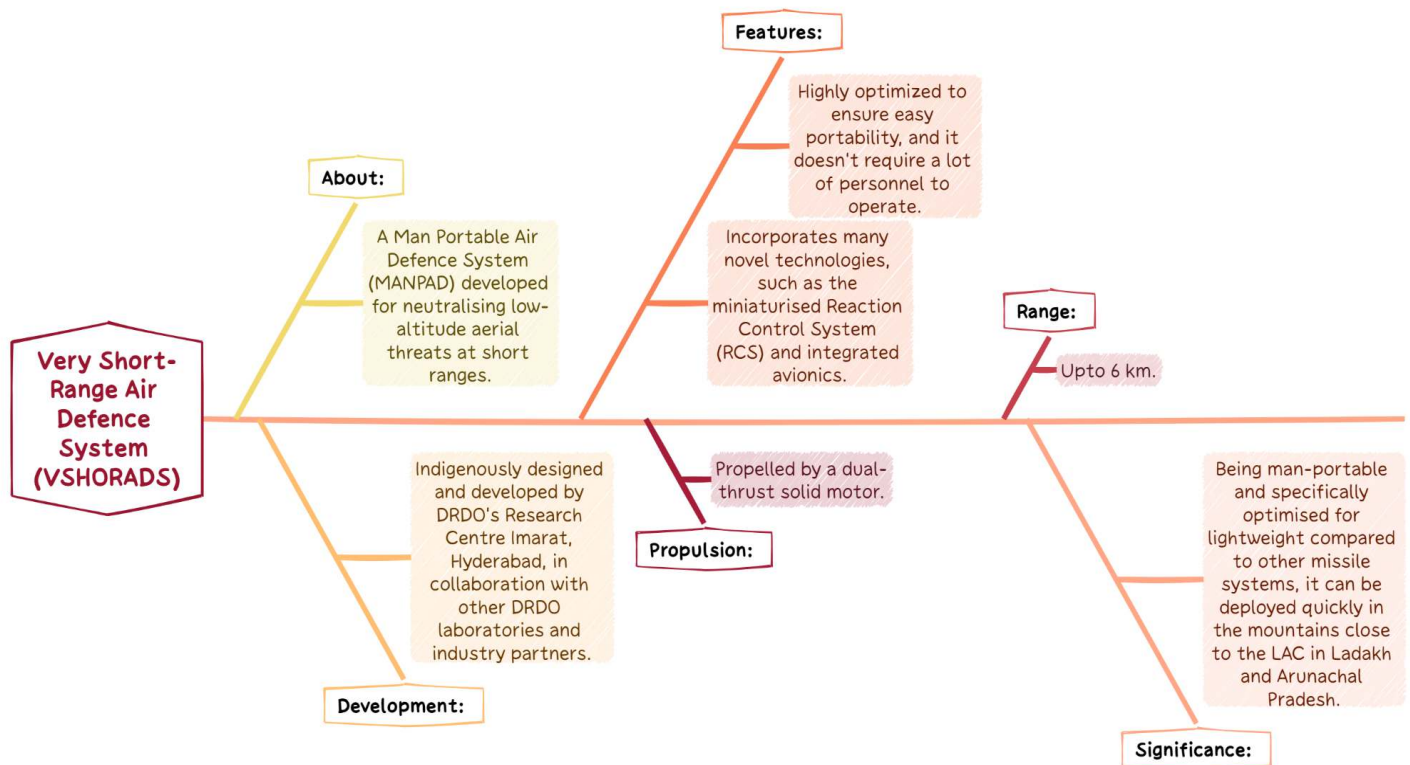 Very Short-
Range Air
Defence
System
(VSHORADS)
About:
A Man Portable Air
Defence System
(MANPAD) developed
for neutralising low-
altitude aerial
threats at short
ranges.
Development:
Indigenously designed
and developed by
DRDO's Research
Centre Imarat,
Hyderabad, in
collaboration with
other DRDO
laboratories and
industry partners.
Features:
Highly optimized to
ensure easy
portability, and it
doesn't require a lot
of personnel to
operate.
Incorporates many
novel technologies,
such as the
miniaturised Reaction
Control System
(RCS) and integrated
avionics.
Propulsion:
Propelled by a dual-
thrust solid motor.
Range:
Upto 6 km.
Significance:
Being man-portable
and specifically
optimised for
lightweight compared
to other missile
systems, it can be
deployed quickly in
the mountains close
to the LAC in Ladakh
and Arunachal
Pradesh.